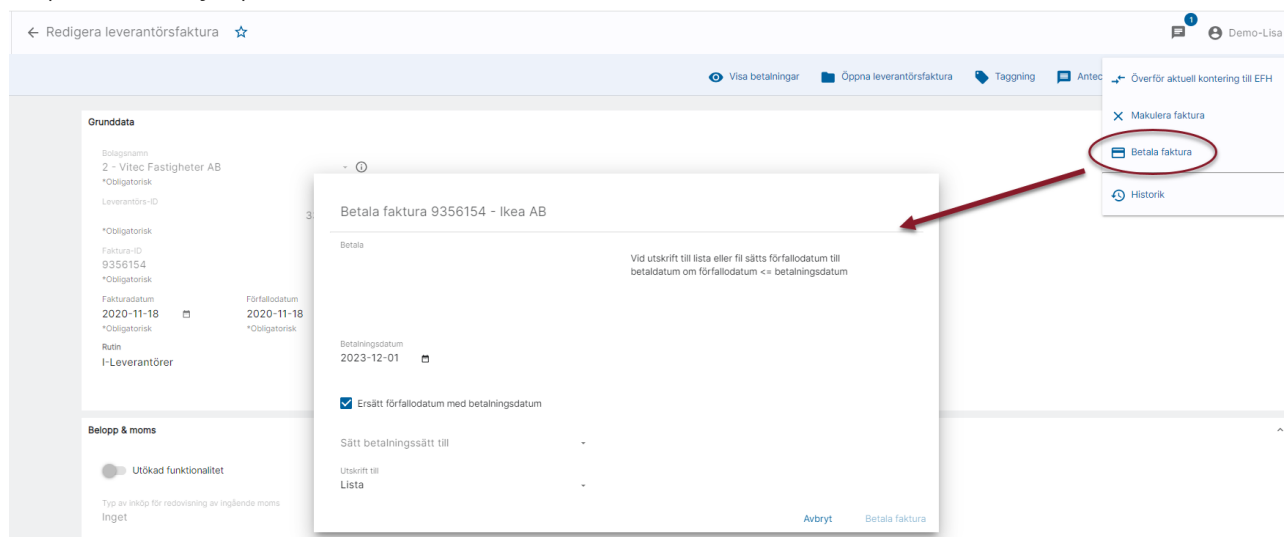 Redigera leverantörsfaktura
1
Demo-Lisa
Visa betalningar
Öppna leverantörsfaktura
Taggning
Antec
Överför aktuell kontering till EFH
Makulera faktura
Betala faktura
Historik
Grunddata
Bolagsnamn
2 - Vitec Fastigheter AB
*Obligatorisk
Leverantörs-ID
3
*Obligatorisk
Faktura-ID
9356154
*Obligatorisk
Fakturadatum
Förfallodatum
2020-11-18
2020-11-18
*Obligatorisk
*Obligatorisk
Rutin
I-Leverantörer
Betala faktura 9356154 - Ikea AB
Betala
Vid utskrift till lista eller fil sätts förfallodatum till
betaldatum om förfallodatum <= betalningsdatum
Betalningsdatum
2023-12-01
Ersätt förfallodatum med betalningsdatum
Sätt betalningssätt till
Utskrift till
Lista
Avbryt
Betala faktura
Belopp & moms
Utökad funktionalitet
Typ av inköp för redovisning av ingående moms
Inget